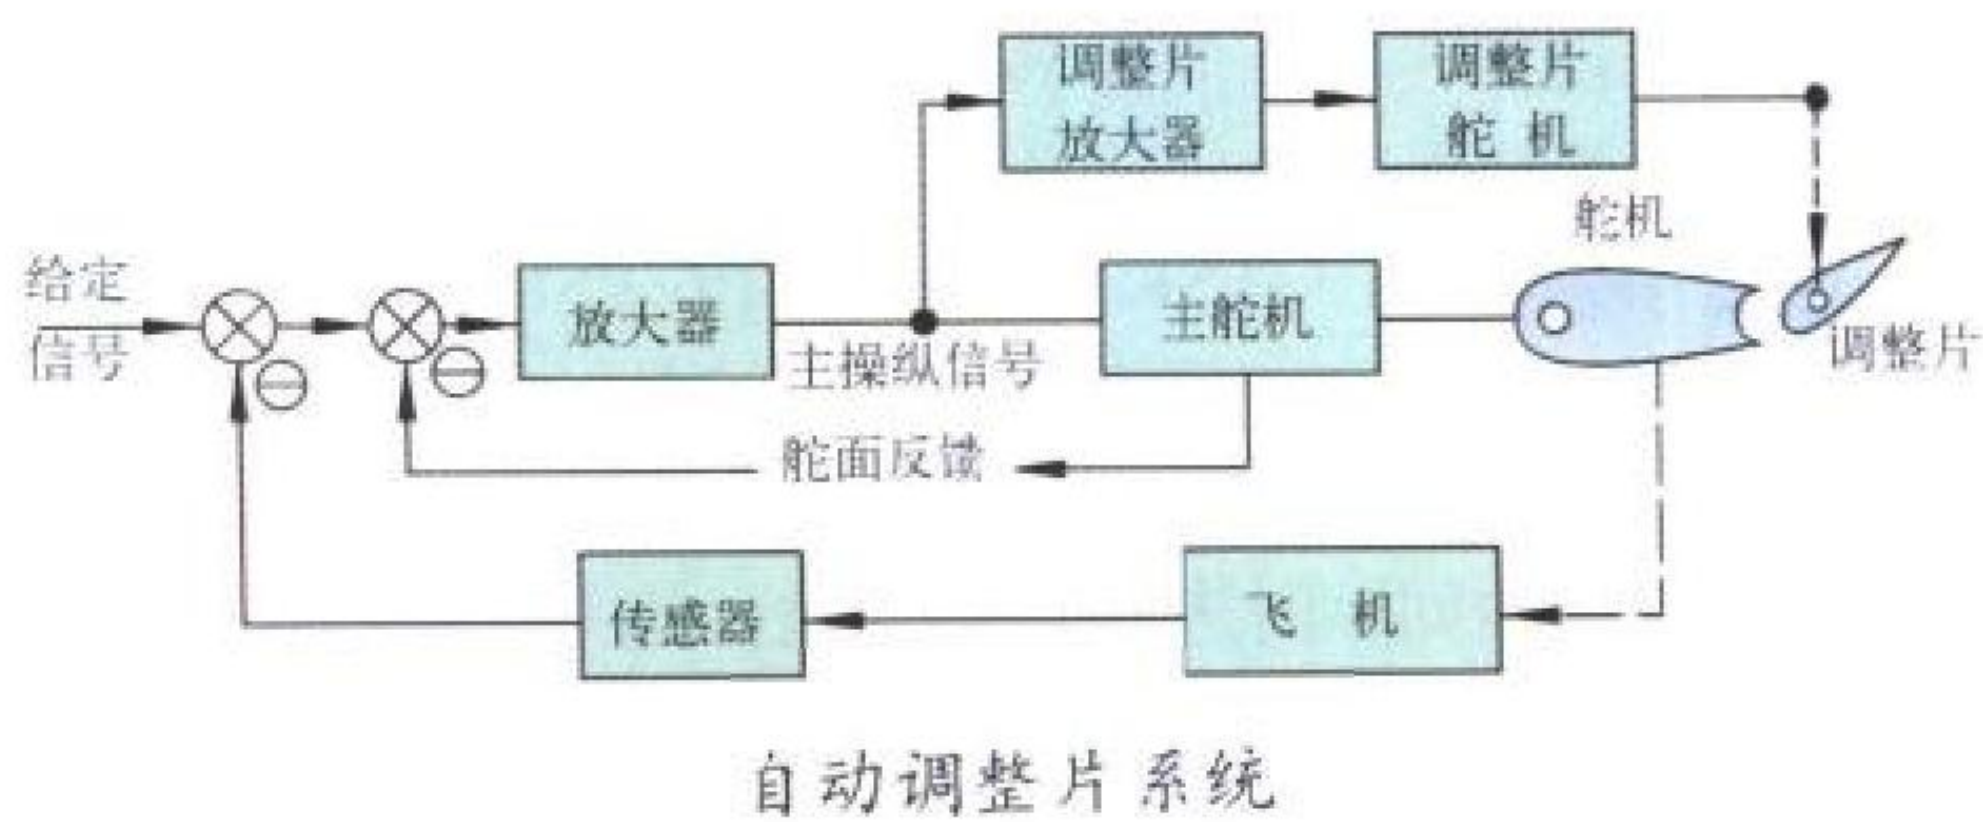 调整片
放大器
调整片
舵 机
舵机
给定
信号
放大器
主操纵信号
主舵机
调整片
舵面反馈
传感器
飞 机
自动调整片系统